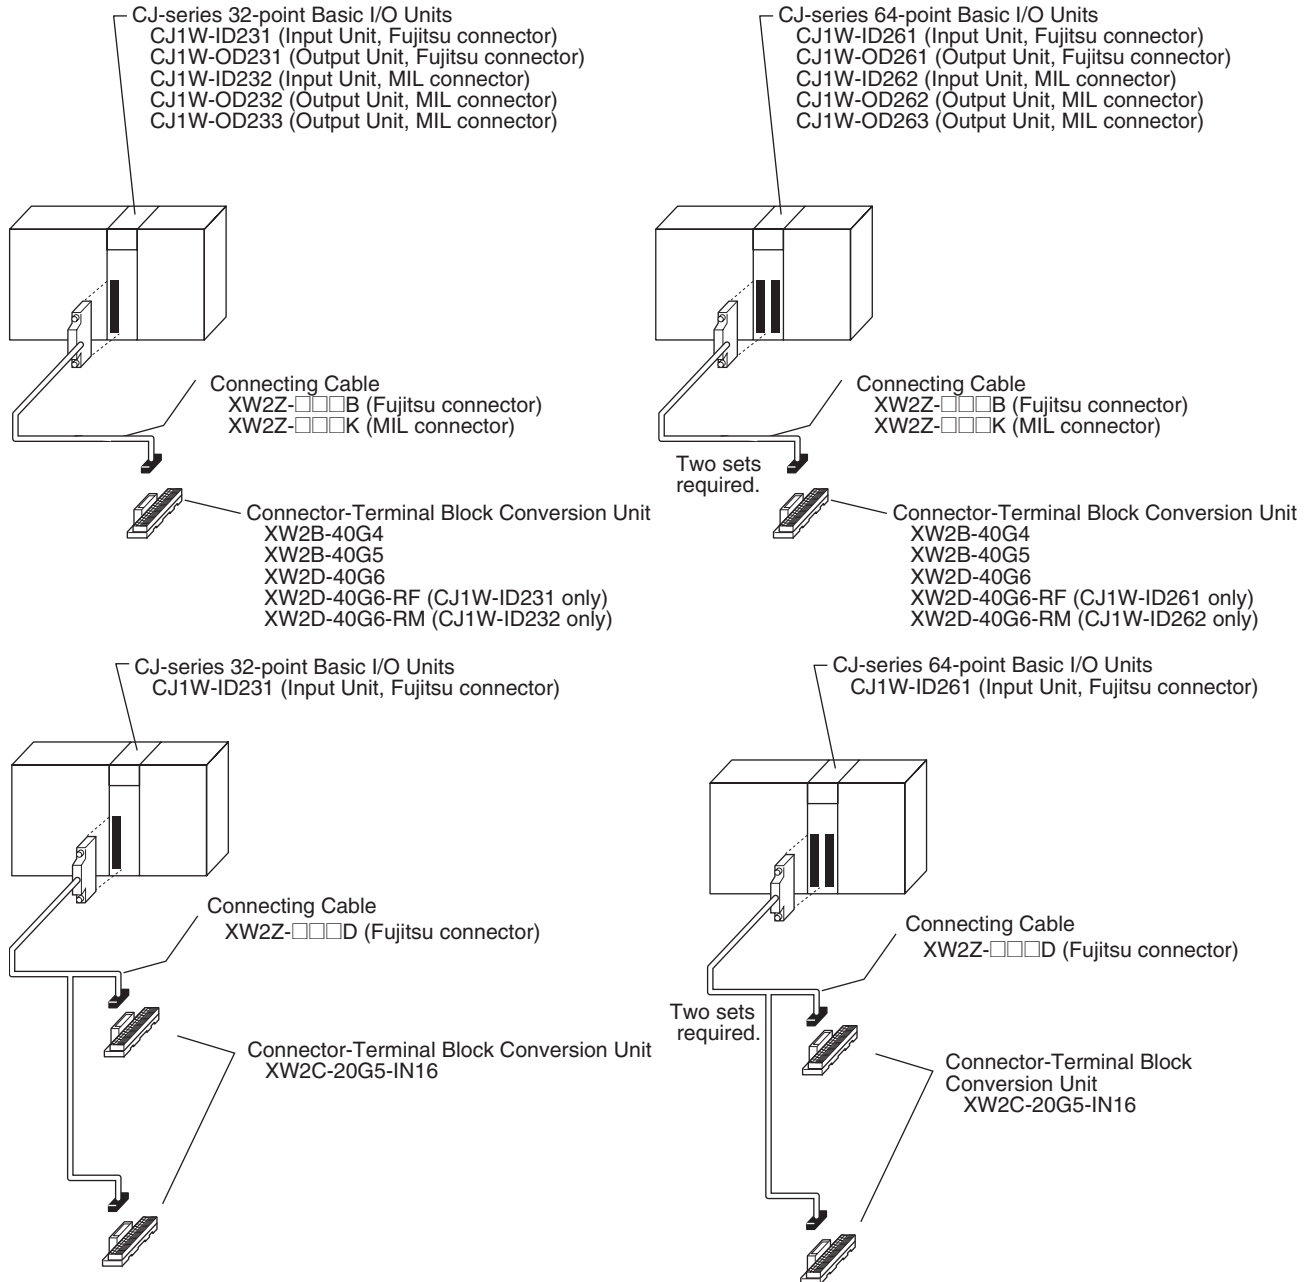 CJ-series 32-point Basic I/O Units
CJ1W-ID231 (Input Unit, Fujitsu connector)
CJ1W-OD231 (Output Unit, Fujitsu connector)
CJ1W-ID232 (Input Unit, MIL connector)
CJ1W-OD232 (Output Unit, MIL connector)
CJ1W-OD233 (Output Unit, MIL connector)
Connecting Cable
XW2Z-□□□B (Fujitsu connector)
XW2Z-□□□K (MIL connector)
Connector-Terminal Block Conversion Unit
XW2B-40G4
XW2B-40G5
XW2D-40G6
XW2D-40G6-RF (CJ1W-ID231 only)
XW2D-40G6-RM (CJ1W-ID232 only)
CJ-series 64-point Basic I/O Units
CJ1W-ID261 (Input Unit, Fujitsu connector)
CJ1W-OD261 (Output Unit, Fujitsu connector)
CJ1W-ID262 (Input Unit, MIL connector)
CJ1W-OD262 (Output Unit, MIL connector)
CJ1W-OD263 (Output Unit, MIL connector)
Connecting Cable
XW2Z-□□□B (Fujitsu connector)
XW2Z-□□□K (MIL connector)
Two sets
required.
Connector-Terminal Block Conversion Unit
XW2B-40G4
XW2B-40G5
XW2D-40G6
XW2D-40G6-RF (CJ1W-ID261 only)
XW2D-40G6-RM (CJ1W-ID262 only)
CJ-series 32-point Basic I/O Units
CJ1W-ID231 (Input Unit, Fujitsu connector)
Connecting Cable
XW2Z-□□□D (Fujitsu connector)
Connector-Terminal Block Conversion Unit
XW2C-20G5-IN16
CJ-series 64-point Basic I/O Units
CJ1W-ID261 (Input Unit, Fujitsu connector)
Connecting Cable
XW2Z-□□□D (Fujitsu connector)
Two sets
required.
Connector-Terminal Block
Conversion Unit
XW2C-20G5-IN16